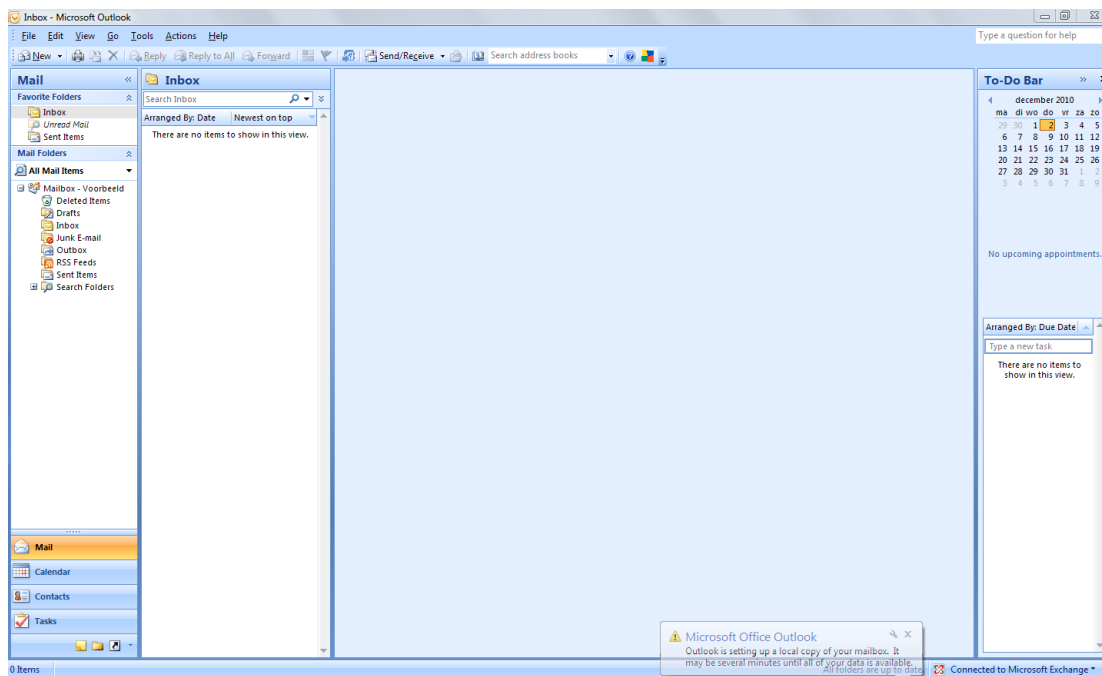 Inbox - Microsoft Outlook
File Edit View Go Tools Actions Help
Type a question for help
New Reply Reply to All Forward Send/Receive Search address books
Mail
Favorite Folders
Inbox
Unread Mail
Sent Items
Mail Folders
All Mail Items
Mailbox - Voorbeeld
Deleted Items
Drafts
Inbox
Junk E-mail
Outbox
RSS Feeds
Sent Items
Search Folders
Mail
Calendar
Contacts
Tasks
Inbox
Search Inbox
Arranged By: Date Newest on top
There are no items to show in this view.
To-Do Bar
december 2010
ma di wo do vr za zo
29 30 1 2 3 4 5
6 7 8 9 10 11 12
13 14 15 16 17 18 19
20 21 22 23 24 25 26
27 28 29 30 31 1 2
3 4 5 6 7 8 9
No upcoming appointments.
Arranged By: Due Date
Type a new task
There are no items to
show in this view.
Microsoft Office Outlook
Outlook is setting up a local copy of your mailbox. It
may be several minutes until all of your data is available.
0 Items
All folders are up to date
Connected to Microsoft Exchange